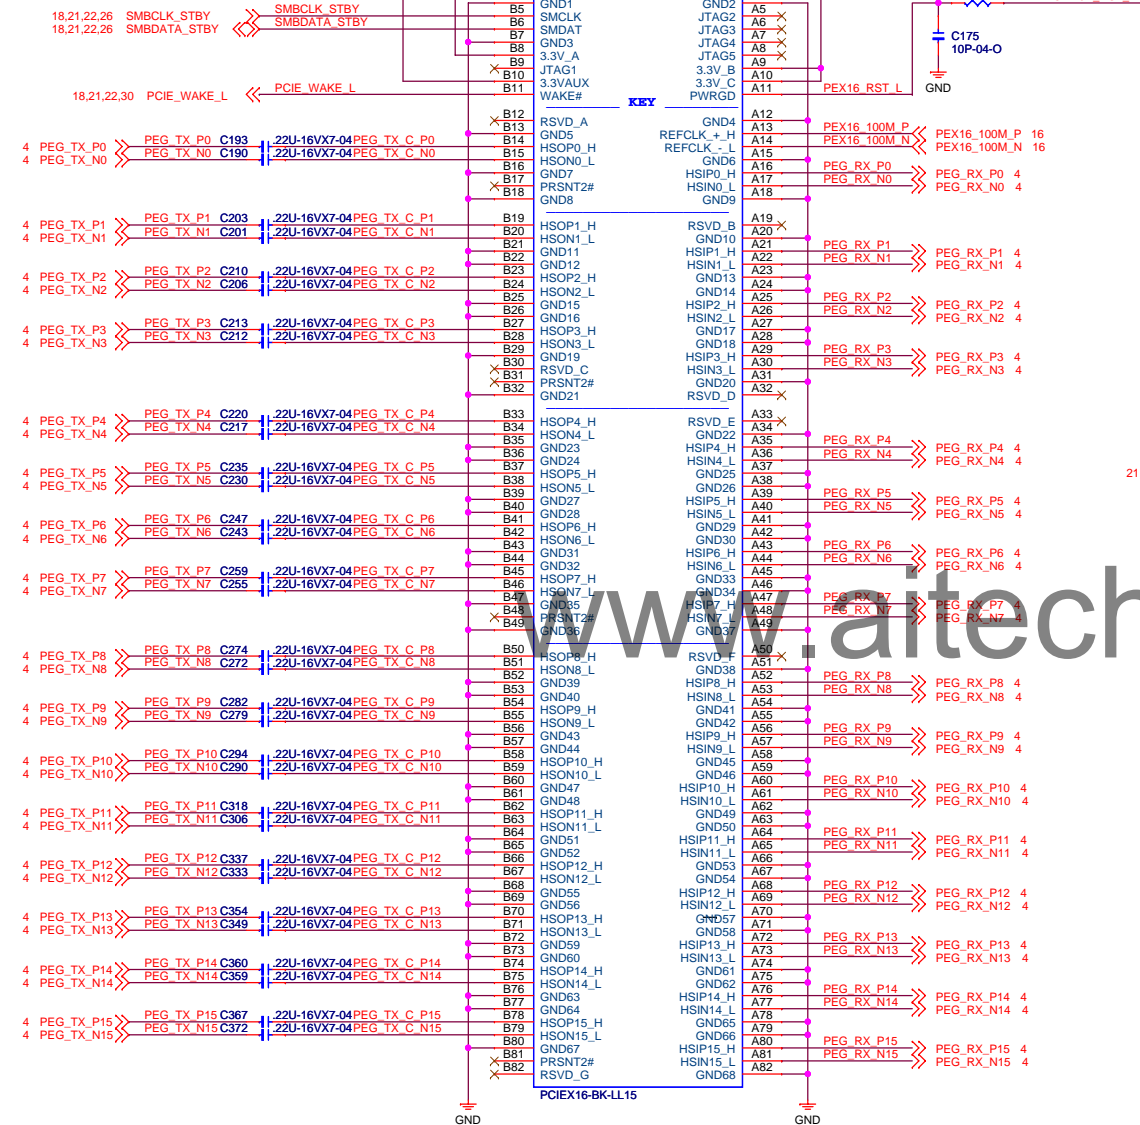 GND1 GND2
18,21,22,26 SMBCLK_STBY SMBCLK_STBY B5 SMCLK JTAG2 A5
18,21,22,26 SMBDATA_STBY SMBDATA_STBY B6 SMDAT JTAG3 A6
B7 GND3 JTAG4 A7
B8 3.3V_A JTAG5 A8
B9 JTAG1 3.3V_B A9
B10 3.3VAUX 3.3V_C A10
18,21,22,30 PCIE_WAKE_L PCIE_WAKE_L B11 WAKE# PWRGD A11 PEX16_RST_L
C175
10P-04-O
GND
KEY
B12 RSVD_A GND4 A12
B13 GND5 REFCLK_+_H A13 PEX16_100M_P PEX16_100M_P 16
4 PEG_TX_P0 PEG_TX_P0 C193 .22U-16VX7-04 PEG_TX_C_P0 B14 HSOP0_H REFCLK_-_L A14 PEX16_100M_N PEX16_100M_N 16
4 PEG_TX_N0 PEG_TX_N0 C190 .22U-16VX7-04 PEG_TX_C_N0 B15 HSON0_L GND6 A15
B16 GND7 HSIP0_H A16 PEG_RX_P0 PEG_RX_P0 4
B17 PRSNT2# HSIN0_L A17 PEG_RX_N0 PEG_RX_N0 4
B18 GND8 GND9 A18
4 PEG_TX_P1 PEG_TX_P1 C203 .22U-16VX7-04 PEG_TX_C_P1 B19 HSOP1_H RSVD_B A19
4 PEG_TX_N1 PEG_TX_N1 C201 .22U-16VX7-04 PEG_TX_C_N1 B20 HSON1_L GND10 A20
B21 GND11 HSIP1_H A21 PEG_RX_P1 PEG_RX_P1 4
B22 GND12 HSIN1_L A22 PEG_RX_N1 PEG_RX_N1 4
4 PEG_TX_P2 PEG_TX_P2 C210 .22U-16VX7-04 PEG_TX_C_P2 B23 HSOP2_H GND13 A23
4 PEG_TX_N2 PEG_TX_N2 C206 .22U-16VX7-04 PEG_TX_C_N2 B24 HSON2_L GND14 A24
B25 GND15 HSIP2_H A25 PEG_RX_P2 PEG_RX_P2 4
B26 GND16 HSIN2_L A26 PEG_RX_N2 PEG_RX_N2 4
4 PEG_TX_P3 PEG_TX_P3 C213 .22U-16VX7-04 PEG_TX_C_P3 B27 HSOP3_H GND17 A27
4 PEG_TX_N3 PEG_TX_N3 C212 .22U-16VX7-04 PEG_TX_C_N3 B28 HSON3_L GND18 A28
B29 GND19 HSIP3_H A29 PEG_RX_P3 PEG_RX_P3 4
B30 RSVD_C HSIN3_L A30 PEG_RX_N3 PEG_RX_N3 4
B31 PRSNT2# GND20 A31
B32 GND21 RSVD_D A32
4 PEG_TX_P4 PEG_TX_P4 C220 .22U-16VX7-04 PEG_TX_C_P4 B33 HSOP4_H RSVD_E A33
4 PEG_TX_N4 PEG_TX_N4 C217 .22U-16VX7-04 PEG_TX_C_N4 B34 HSON4_L GND22 A34
B35 GND23 HSIP4_H A35 PEG_RX_P4 PEG_RX_P4 4
B36 GND24 HSIN4_L A36 PEG_RX_N4 PEG_RX_N4 4
4 PEG_TX_P5 PEG_TX_P5 C235 .22U-16VX7-04 PEG_TX_C_P5 B37 HSOP5_H GND25 A37 21
4 PEG_TX_N5 PEG_TX_N5 C230 .22U-16VX7-04 PEG_TX_C_N5 B38 HSON5_L GND26 A38
B39 GND27 HSIP5_H A39 PEG_RX_P5 PEG_RX_P5 4
B40 GND28 HSIN5_L A40 PEG_RX_N5 PEG_RX_N5 4
4 PEG_TX_P6 PEG_TX_P6 C247 .22U-16VX7-04 PEG_TX_C_P6 B41 HSOP6_H GND29 A41
4 PEG_TX_N6 PEG_TX_N6 C243 .22U-16VX7-04 PEG_TX_C_N6 B42 HSON6_L GND30 A42
B43 GND31 HSIP6_H A43 PEG_RX_P6 PEG_RX_P6 4
B44 GND32 HSIN6_L A44 PEG_RX_N6 PEG_RX_N6 4
4 PEG_TX_P7 PEG_TX_P7 C259 .22U-16VX7-04 PEG_TX_C_P7 B45 HSOP7_H GND33 A45
4 PEG_TX_N7 PEG_TX_N7 C255 .22U-16VX7-04 PEG_TX_C_N7 B46 HSON7_L GND34 A46
B47 GND35 HSIP7_H A47 PEG_RX_P7 PEG_RX_P7 4
B48 PRSNT2# HSIN7_L A48 PEG_RX_N7 PEG_RX_N7 4
B49 GND36 GND37 A49
www.aitech
4 PEG_TX_P8 PEG_TX_P8 C274 .22U-16VX7-04 PEG_TX_C_P8 B50 HSOP8_H RSVD_F A50
4 PEG_TX_N8 PEG_TX_N8 C272 .22U-16VX7-04 PEG_TX_C_N8 B51 HSON8_L GND38 A51
B52 GND39 HSIP8_H A52 PEG_RX_P8 PEG_RX_P8 4
B53 GND40 HSIN8_L A53 PEG_RX_N8 PEG_RX_N8 4
4 PEG_TX_P9 PEG_TX_P9 C282 .22U-16VX7-04 PEG_TX_C_P9 B54 HSOP9_H GND41 A54
4 PEG_TX_N9 PEG_TX_N9 C279 .22U-16VX7-04 PEG_TX_C_N9 B55 HSON9_L GND42 A55
B56 GND43 HSIP9_H A56 PEG_RX_P9 PEG_RX_P9 4
B57 GND44 HSIN9_L A57 PEG_RX_N9 PEG_RX_N9 4
4 PEG_TX_P10 PEG_TX_P10 C294 .22U-16VX7-04 PEG_TX_C_P10 B58 HSOP10_H GND45 A58
4 PEG_TX_N10 PEG_TX_N10 C290 .22U-16VX7-04 PEG_TX_C_N10 B59 HSON10_L GND46 A59
B60 GND47 HSIP10_H A60 PEG_RX_P10 PEG_RX_P10 4
B61 GND48 HSIN10_L A61 PEG_RX_N10 PEG_RX_N10 4
4 PEG_TX_P11 PEG_TX_P11 C318 .22U-16VX7-04 PEG_TX_C_P11 B62 HSOP11_H GND49 A62
4 PEG_TX_N11 PEG_TX_N11 C306 .22U-16VX7-04 PEG_TX_C_N11 B63 HSON11_L GND50 A63
B64 GND51 HSIP11_H A64 PEG_RX_P11 PEG_RX_P11 4
B65 GND52 HSIN11_L A65 PEG_RX_N11 PEG_RX_N11 4
4 PEG_TX_P12 PEG_TX_P12 C337 .22U-16VX7-04 PEG_TX_C_P12 B66 HSOP12_H GND53 A66
4 PEG_TX_N12 PEG_TX_N12 C333 .22U-16VX7-04 PEG_TX_C_N12 B67 HSON12_L GND54 A67
B68 GND55 HSIP12_H A68 PEG_RX_P12 PEG_RX_P12 4
B69 GND56 HSIN12_L A69 PEG_RX_N12 PEG_RX_N12 4
4 PEG_TX_P13 PEG_TX_P13 C354 .22U-16VX7-04 PEG_TX_C_P13 B70 HSOP13_H GND57 A70
4 PEG_TX_N13 PEG_TX_N13 C349 .22U-16VX7-04 PEG_TX_C_N13 B71 HSON13_L GND58 A71
B72 GND59 HSIP13_H A72 PEG_RX_P13 PEG_RX_P13 4
B73 GND60 HSIN13_L A73 PEG_RX_N13 PEG_RX_N13 4
4 PEG_TX_P14 PEG_TX_P14 C360 .22U-16VX7-04 PEG_TX_C_P14 B74 HSOP14_H GND61 A74
4 PEG_TX_N14 PEG_TX_N14 C359 .22U-16VX7-04 PEG_TX_C_N14 B75 HSON14_L GND62 A75
B76 GND63 HSIP14_H A76 PEG_RX_P14 PEG_RX_P14 4
B77 GND64 HSIN14_L A77 PEG_RX_N14 PEG_RX_N14 4
4 PEG_TX_P15 PEG_TX_P15 C367 .22U-16VX7-04 PEG_TX_C_P15 B78 HSOP15_H GND65 A78
4 PEG_TX_N15 PEG_TX_N15 C372 .22U-16VX7-04 PEG_TX_C_N15 B79 HSON15_L GND66 A79
B80 GND67 HSIP15_H A80 PEG_RX_P15 PEG_RX_P15 4
B81 PRSNT2# HSIN15_L A81 PEG_RX_N15 PEG_RX_N15 4
B82 RSVD_G GND68 A82
PCIEX16-BK-LL15
GND GND